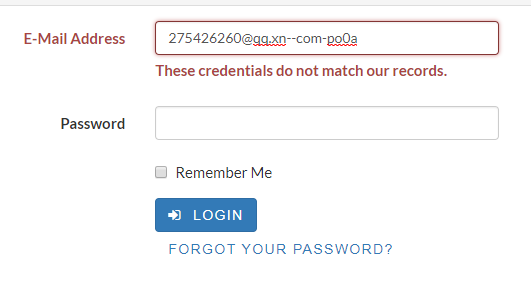 E-Mail Address
275426260@qq.xn--com-po0a
These credentials do not match our records.
Password
Remember Me
LOGIN
FORGOT YOUR PASSWORD?